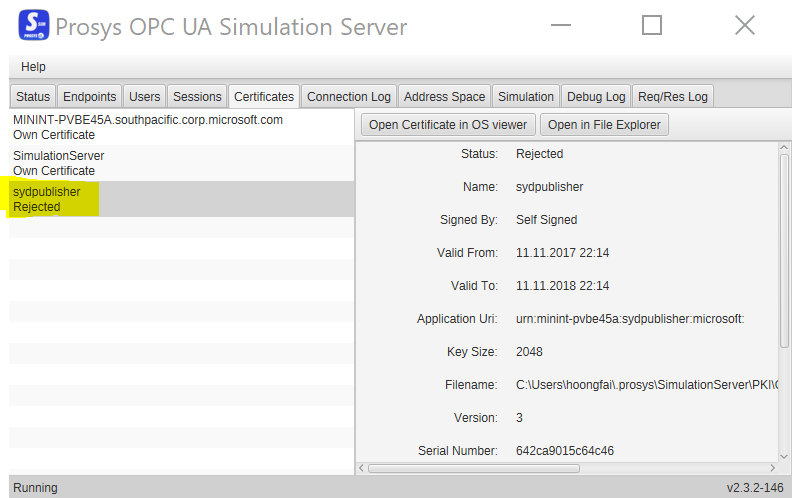 Prosys OPC UA Simulation Server
Help
Status Endpoints Users Sessions Certificates Connection Log Address Space Simulation Debug Log Req/Res Log
MININT-PVBE45A.southpacific.corp.microsoft.com
Own Certificate
SimulationServer
Own Certificate
sydpublisher
Rejected
Open Certificate in OS viewer Open in File Explorer
Status: Rejected
Name: sydpublisher
Signed By: Self Signed
Valid From: 11.11.2017 22:14
Valid To: 11.11.2018 22:14
Application Uri: urn:minint-pvbe45a:sydpublisher:microsoft:
Key Size: 2048
Filename: C:\Users\hoongfai\.prosys\SimulationServer\PKI\
Version: 3
Serial Number: 642ca9015c64c46
Running v2.3.2-146